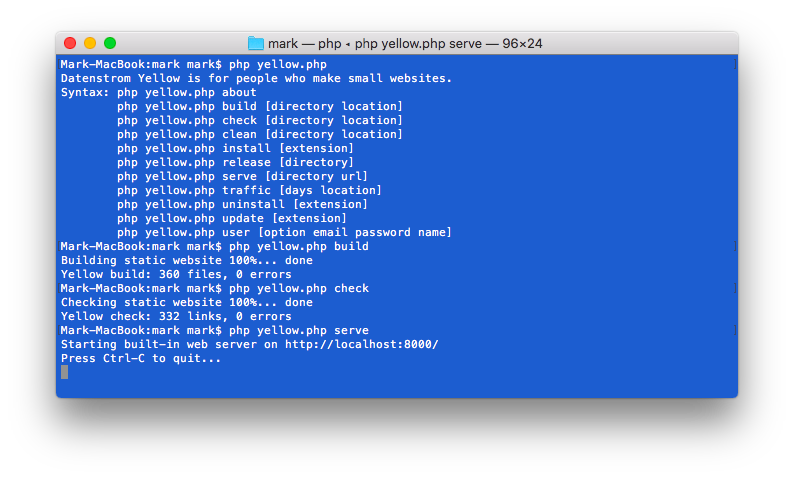 mark — php ◂ php yellow.php serve — 96×24
Mark-MacBook:mark mark$ php yellow.php
Datenstrom Yellow is for people who make small websites.
Syntax: php yellow.php about
        php yellow.php build [directory location]
        php yellow.php check [directory location]
        php yellow.php clean [directory location]
        php yellow.php install [extension]
        php yellow.php release [directory]
        php yellow.php serve [directory url]
        php yellow.php traffic [days location]
        php yellow.php uninstall [extension]
        php yellow.php update [extension]
        php yellow.php user [option email password name]
Mark-MacBook:mark mark$ php yellow.php build
Building static website 100%... done
Yellow build: 360 files, 0 errors
Mark-MacBook:mark mark$ php yellow.php check
Checking static website 100%... done
Yellow check: 332 links, 0 errors
Mark-MacBook:mark mark$ php yellow.php serve
Starting built-in web server on http://localhost:8000/
Press Ctrl-C to quit...